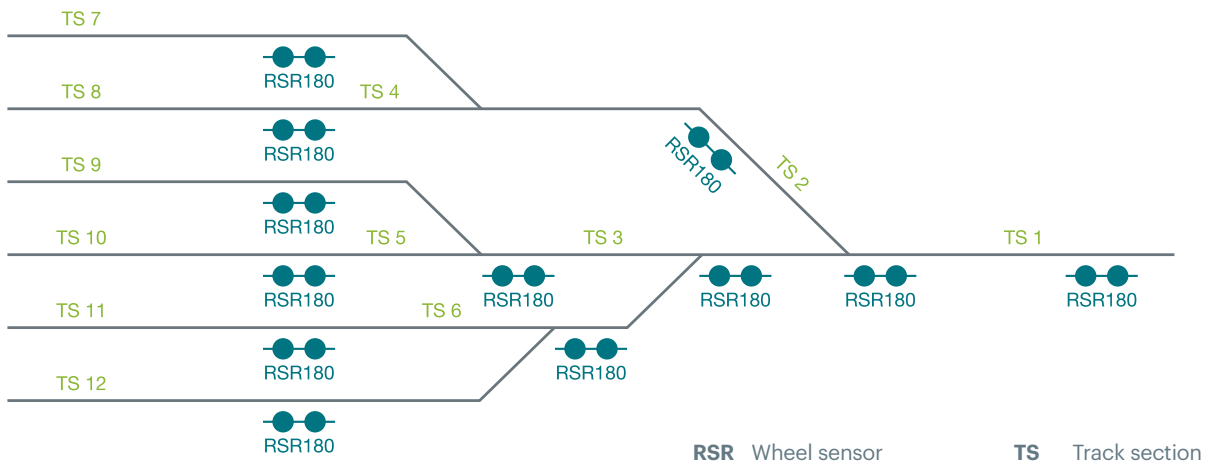 TS 7
RSR180
TS 8
TS 4
RSR180
RSR180
TS 2
TS 9
RSR180
TS 10
TS 5
TS 3
TS 1
RSR180
RSR180
RSR180
RSR180
RSR180
TS 11
TS 6
RSR180
RSR180
TS 12
RSR180
RSR Wheel sensor
TS Track section